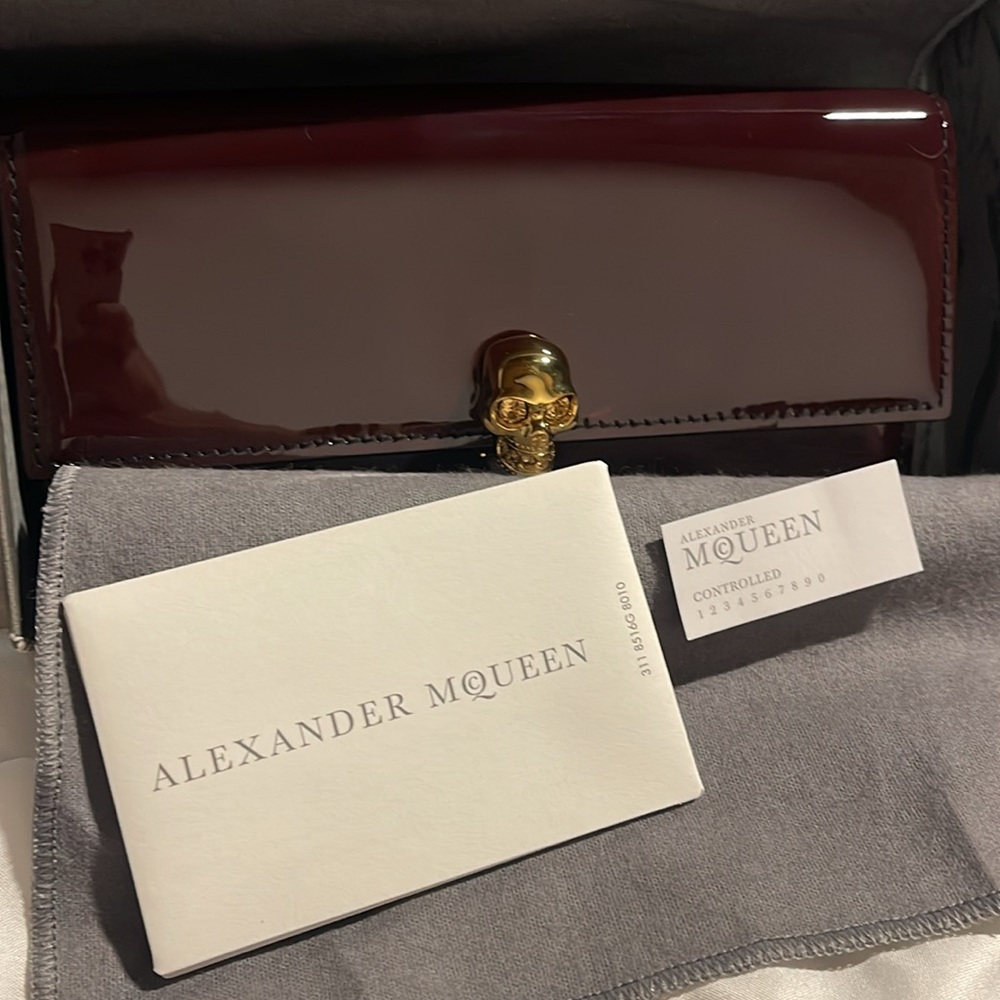 ALEXANDER MCQUEEN
311 8516G 8010
ALEXANDER
MCQUEEN
CONTROLLED
1 2 3 4 5 6 7 8 9 0